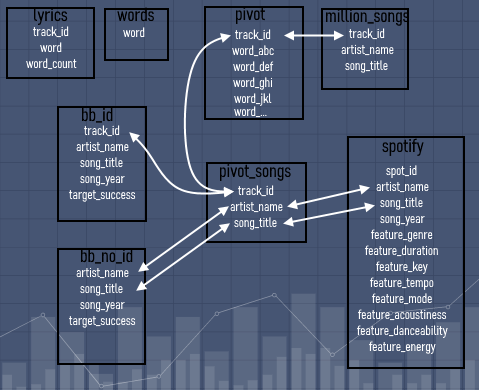 lyrics
track_id
word
word_count
words
word
pivot
track_id
word_abc
word_def
word_ghi
word_jkl
word_...
million_songs
track_id
artist_name
song_title
bb_id
track_id
artist_name
song_title
song_year
target_success
pivot_songs
track_id
artist_name
song_title
spotify
spot_id
artist_name
song_title
song_year
feature_genre
feature_duration
feature_key
feature_tempo
feature_mode
feature_acoustiness
feature_danceability
feature_energy
bb_no_id
artist_name
song_title
song_year
target_success